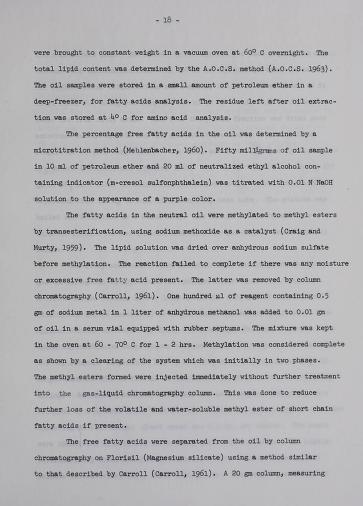 - 18 -
were brought to constant weight in a vacuum oven at 60° C overnight. The
total lipid content was determined by the A.O.C.S. method (A.O.C.S. 1963).
The oil samples were stored in a small amount of petroleum ether in a
deep-freezer, for fatty acids analysis. The residue left after oil extrac-
tion was stored at 4° C for amino acid analysis.
The percentage free fatty acids in the oil was determined by a
microtitration method (Mehlenbacher, 1960). Fifty milligrams of oil sample
in 10 ml of petroleum ether and 20 ml of neutralized ethyl alcohol con-
taining indicator (m-cresol sulfonphthalein) was titrated with 0.01 N NaOH
solution to the appearance of a purple color.
The fatty acids in the neutral oil were methylated to methyl esters
by transesterification, using sodium methoxide as a catalyst (Craig and
Murty, 1959). The lipid solution was dried over anhydrous sodium sulfate
before methylation. The reaction failed to complete if there was any moisture
or excessive free fatty acid present. The latter was removed by column
chromatography (Carroll, 1961). One hundred µl of reagent containing 0.5
gm of sodium metal in 1 liter of anhydrous methanol was added to 0.01 gm
of oil in a serum vial equipped with rubber septums. The mixture was kept
in the oven at 60 - 70° C for 1 - 2 hrs. Methylation was considered complete
as shown by a clearing of the system which was initially in two phases.
The methyl esters formed were injected immediately without further treatment
into the gas-liquid chromatography column. This was done to reduce
further loss of the volatile and water-soluble methyl ester of short chain
fatty acids if present.
The free fatty acids were separated from the oil by column
chromatography on Florisil (Magnesium silicate) using a method similar
to that described by Carroll (Carroll, 1961). A 20 gm column, measuring